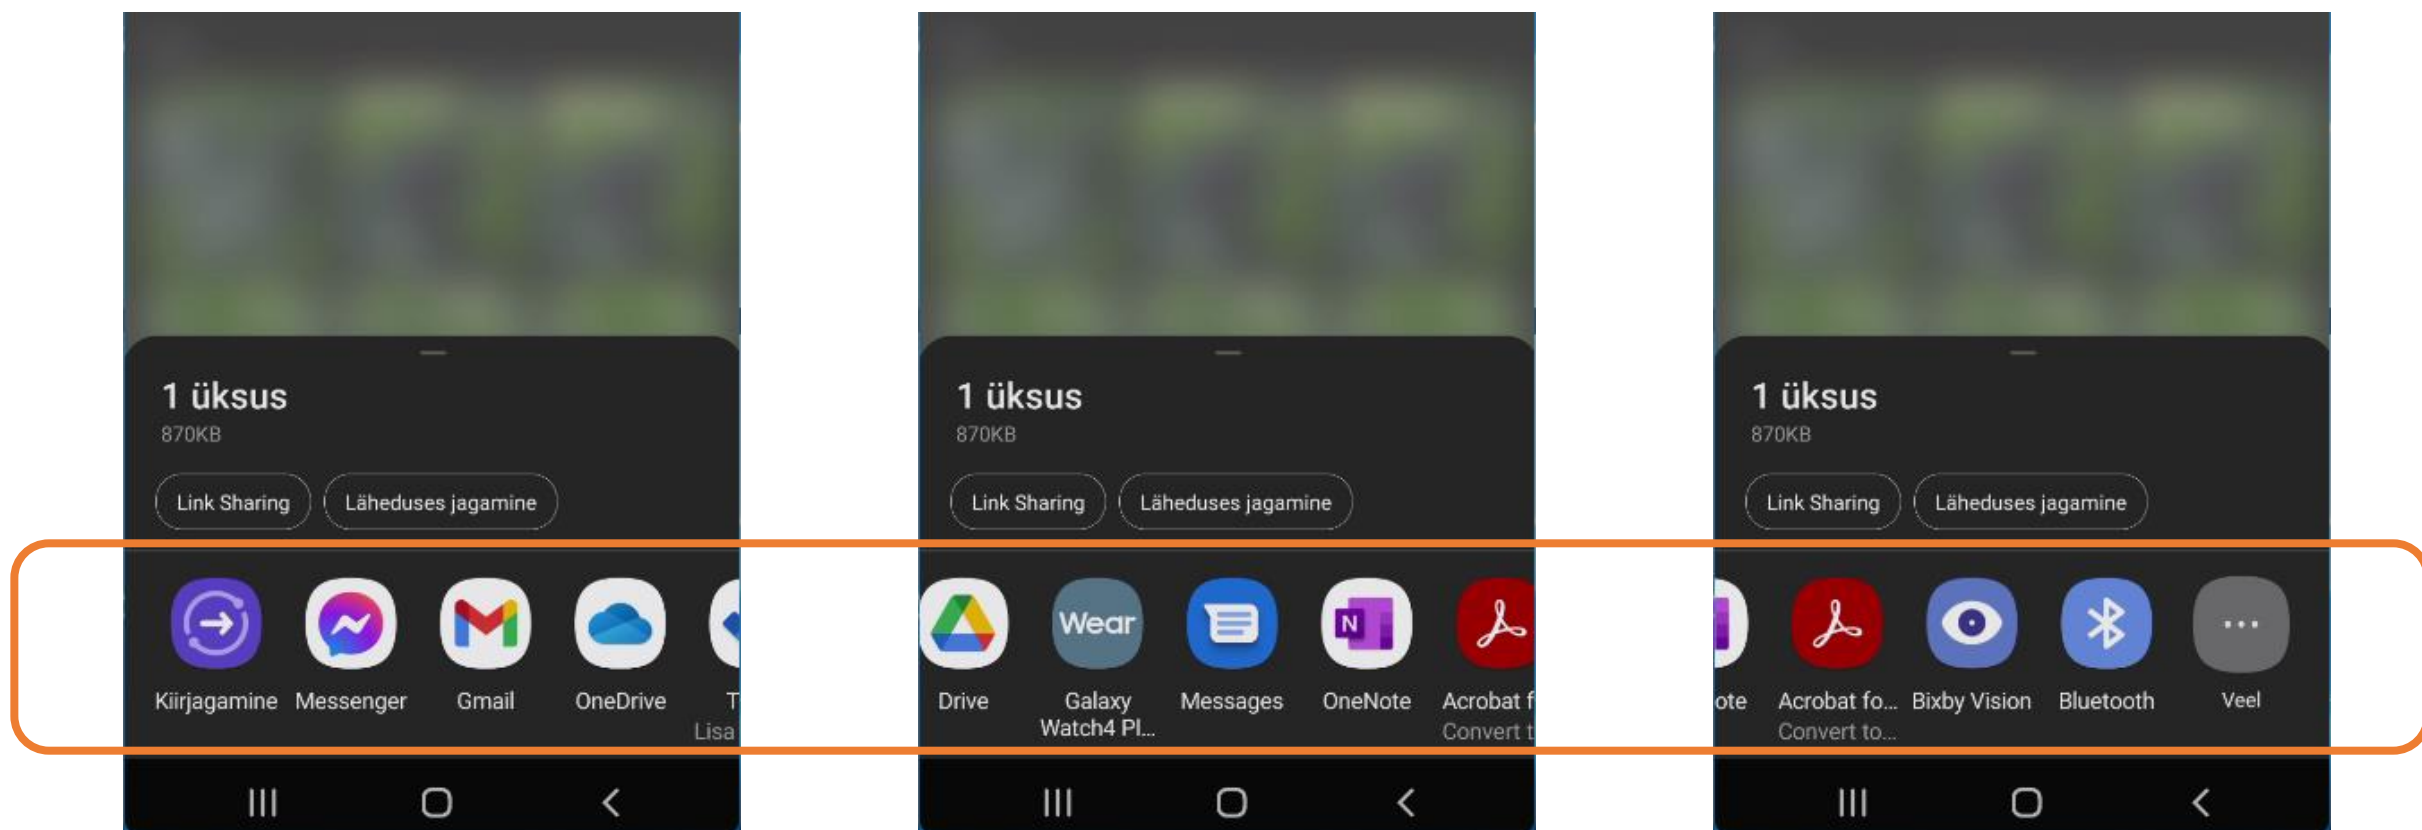 1 üksus
870KB
Link Sharing
Läheduses jagamine
Kiirjagamine
Messenger
Gmail
OneDrive
T
Lisa
1 üksus
870KB
Link Sharing
Läheduses jagamine
Wear
N
Drive
Galaxy
Watch4 Pl...
Messages
OneNote
Acrobat f
Convert t
1 üksus
870KB
Link Sharing
Läheduses jagamine
ote
Acrobat fo...
Convert to...
Bixby Vision
Bluetooth
Veel